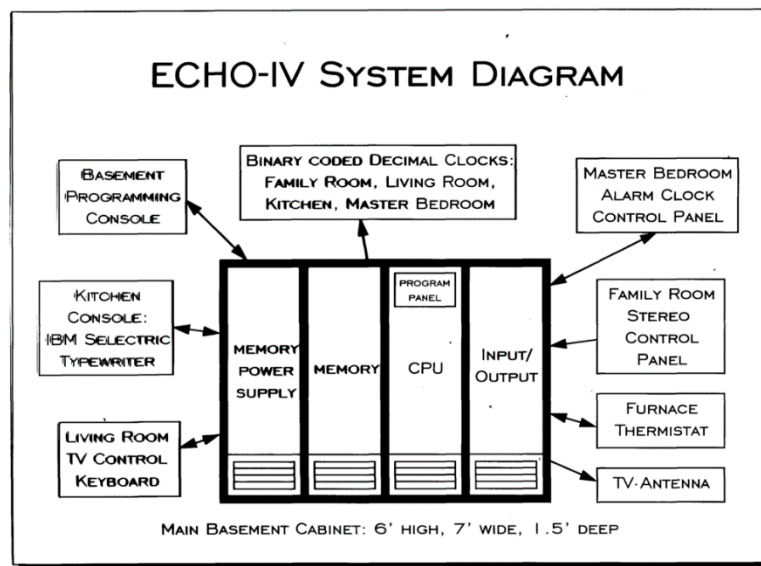 ECHO-IV SYSTEM DIAGRAM
BASEMENT
PROGRAMMING
CONSOLE
BINARY CODED DECIMAL CLOCKS:
FAMILY ROOM, LIVING ROOM,
KITCHEN, MASTER BEDROOM
MASTER BEDROOM
ALARM CLOCK
CONTROL PANEL
KITCHEN
CONSOLE:
IBM SELECTRIC
TYPEWRITER
LIVING ROOM
TV CONTROL
KEYBOARD
MEMORY
POWER
SUPPLY
MEMORY
PROGRAM
PANEL
CPU
INPUT/
OUTPUT
FAMILY ROOM
STEREO
CONTROL
PANEL
FURNACE
THERMISTAT
TV·ANTENNA
MAIN BASEMENT CABINET: 6' HIGH, 7' WIDE, 1.5' DEEP